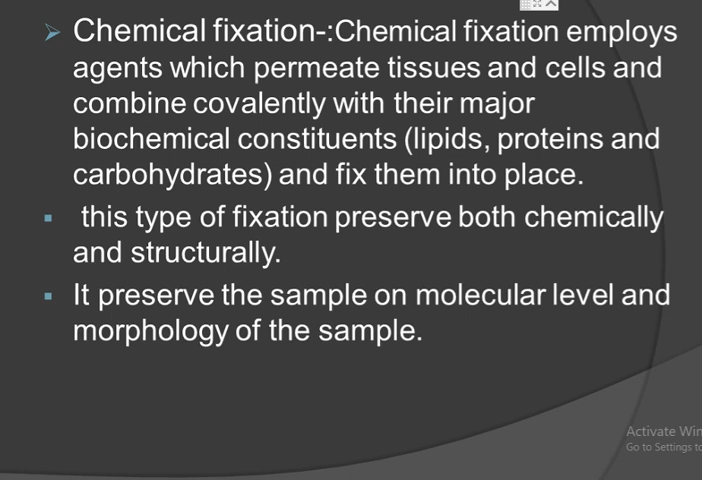 Chemical fixation-:Chemical fixation employs
agents which permeate tissues and cells and
combine covalently with their major
biochemical constituents (lipids, proteins and
carbohydrates) and fix them into place.
this type of fixation preserve both chemically
and structurally.
It preserve the sample on molecular level and
morphology of the sample.
Activate Win
Go to Settings to